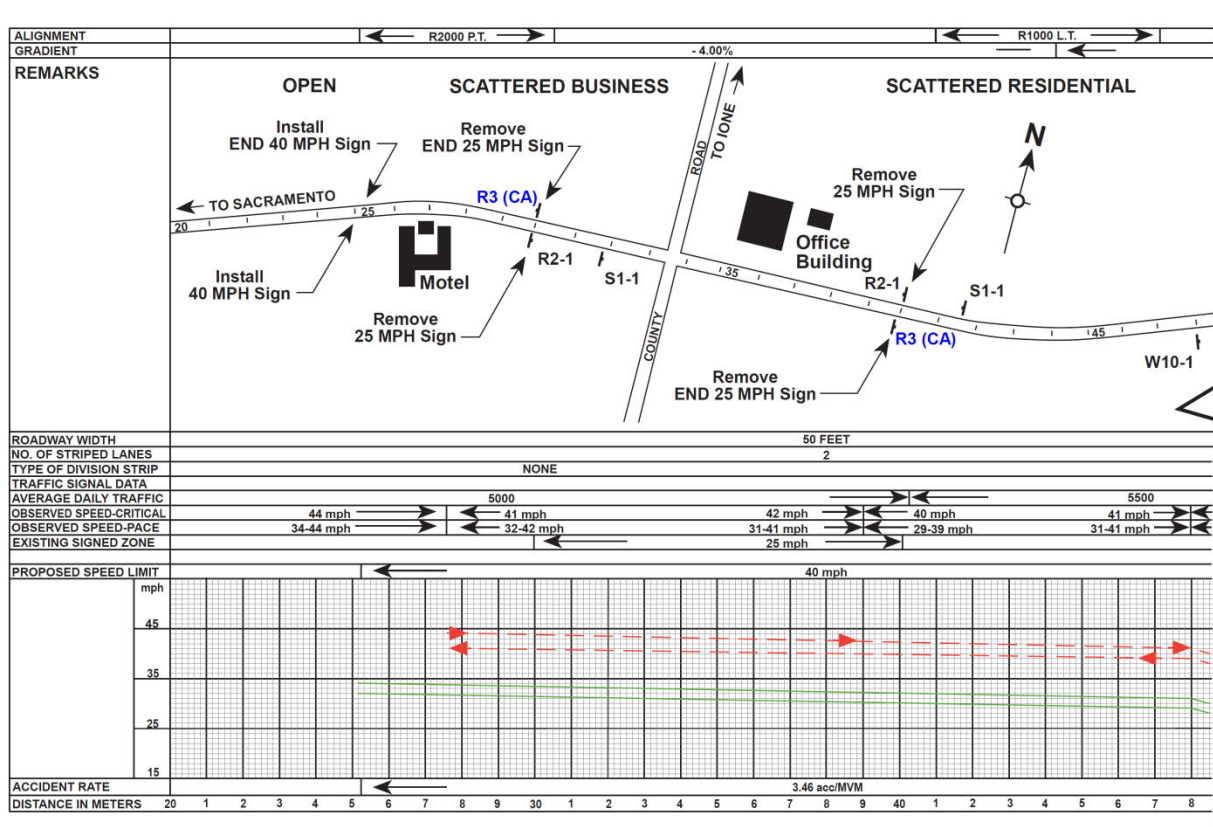 ALIGNMENT R2000 P.T. R1000 L.T.
GRADIENT - 4.00%
REMARKS
OPEN SCATTERED BUSINESS SCATTERED RESIDENTIAL
Install
END 40 MPH Sign
Remove
END 25 MPH Sign
TO IONE
ROAD
N
Remove
25 MPH Sign
TO SACRAMENTO
R3 (CA)
20 25
Office
Building
R2-1
S1-1
35
R2-1
S1-1
Install
40 MPH Sign
Motel
Remove
25 MPH Sign
COUNTY
R3 (CA)
45
W10-1
Remove
END 25 MPH Sign
ROADWAY WIDTH 50 FEET
NO. OF STRIPED LANES 2
TYPE OF DIVISION STRIP NONE
TRAFFIC SIGNAL DATA
AVERAGE DAILY TRAFFIC 5000 5500
OBSERVED SPEED-CRITICAL 44 mph 41 mph 42 mph 40 mph 41 mph
OBSERVED SPEED-PACE 34-44 mph 32-42 mph 31-41 mph 29-39 mph 31-41 mph
EXISTING SIGNED ZONE 25 mph
PROPOSED SPEED LIMIT 40 mph
mph
45
35
25
15
ACCIDENT RATE 3.46 acc/MVM
DISTANCE IN METERS 20 1 2 3 4 5 6 7 8 9 30 1 2 3 4 5 6 7 8 9 40 1 2 3 4 5 6 7 8